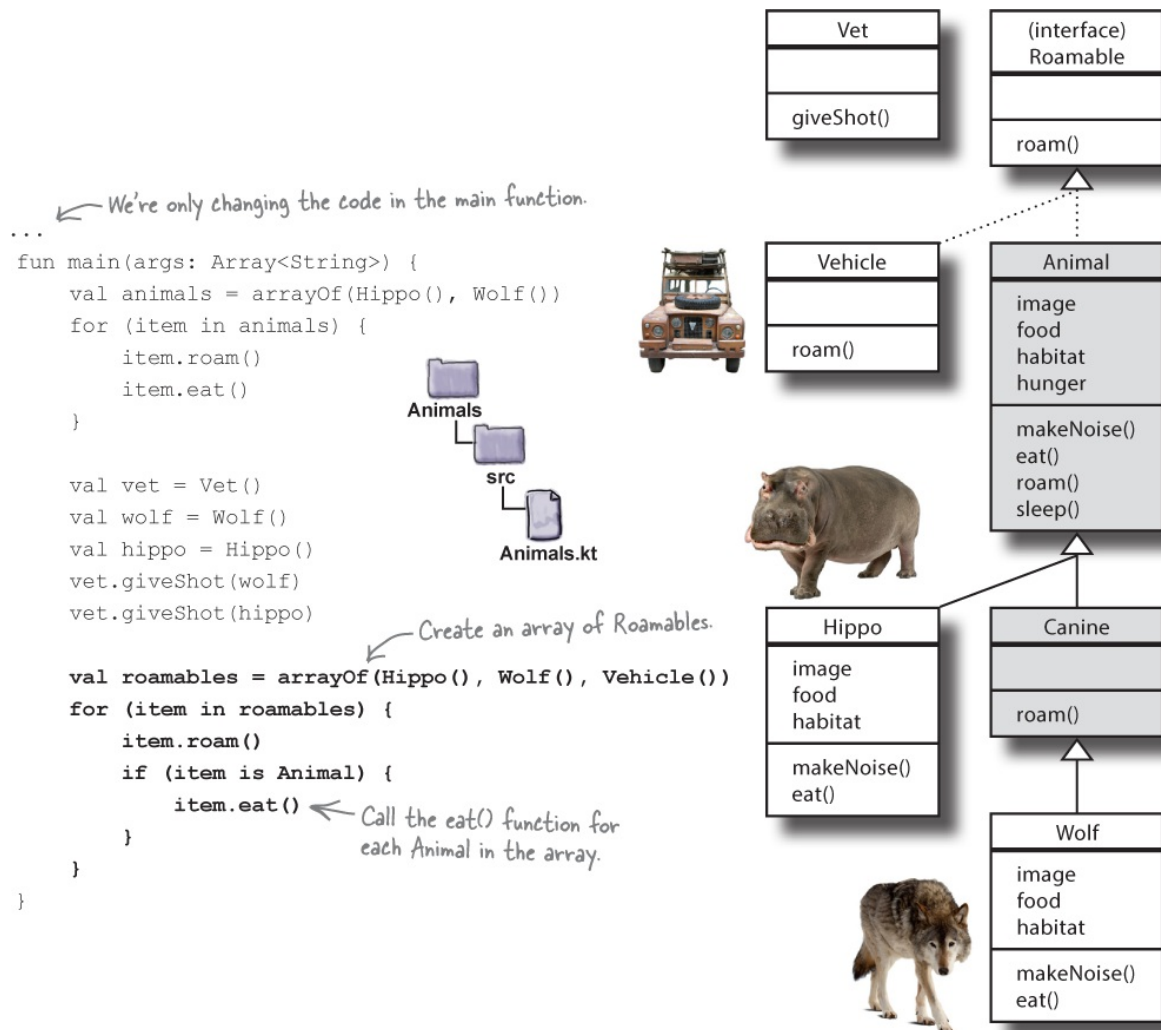 We're only changing the code in the main function.
...
fun main(args: Array<String>) {
    val animals = arrayOf(Hippo(), Wolf())
    for (item in animals) {
        item.roam()
        item.eat()
    }
    val vet = Vet()
    val wolf = Wolf()
    val hippo = Hippo()
    vet.giveShot(wolf)
    vet.giveShot(hippo)
Create an array of Roamables.
    val roamables = arrayOf(Hippo(), Wolf(), Vehicle())
    for (item in roamables) {
        item.roam()
        if (item is Animal) {
            item.eat()
Call the eat() function for
each Animal in the array.
        }
    }
}
Animals
src
Animals.kt
Vet
giveShot()
(interface)
Roamable
roam()
Vehicle
roam()
Animal
image
food
habitat
hunger
makeNoise()
eat()
roam()
sleep()
Hippo
image
food
habitat
makeNoise()
eat()
Canine
roam()
Wolf
image
food
habitat
makeNoise()
eat()